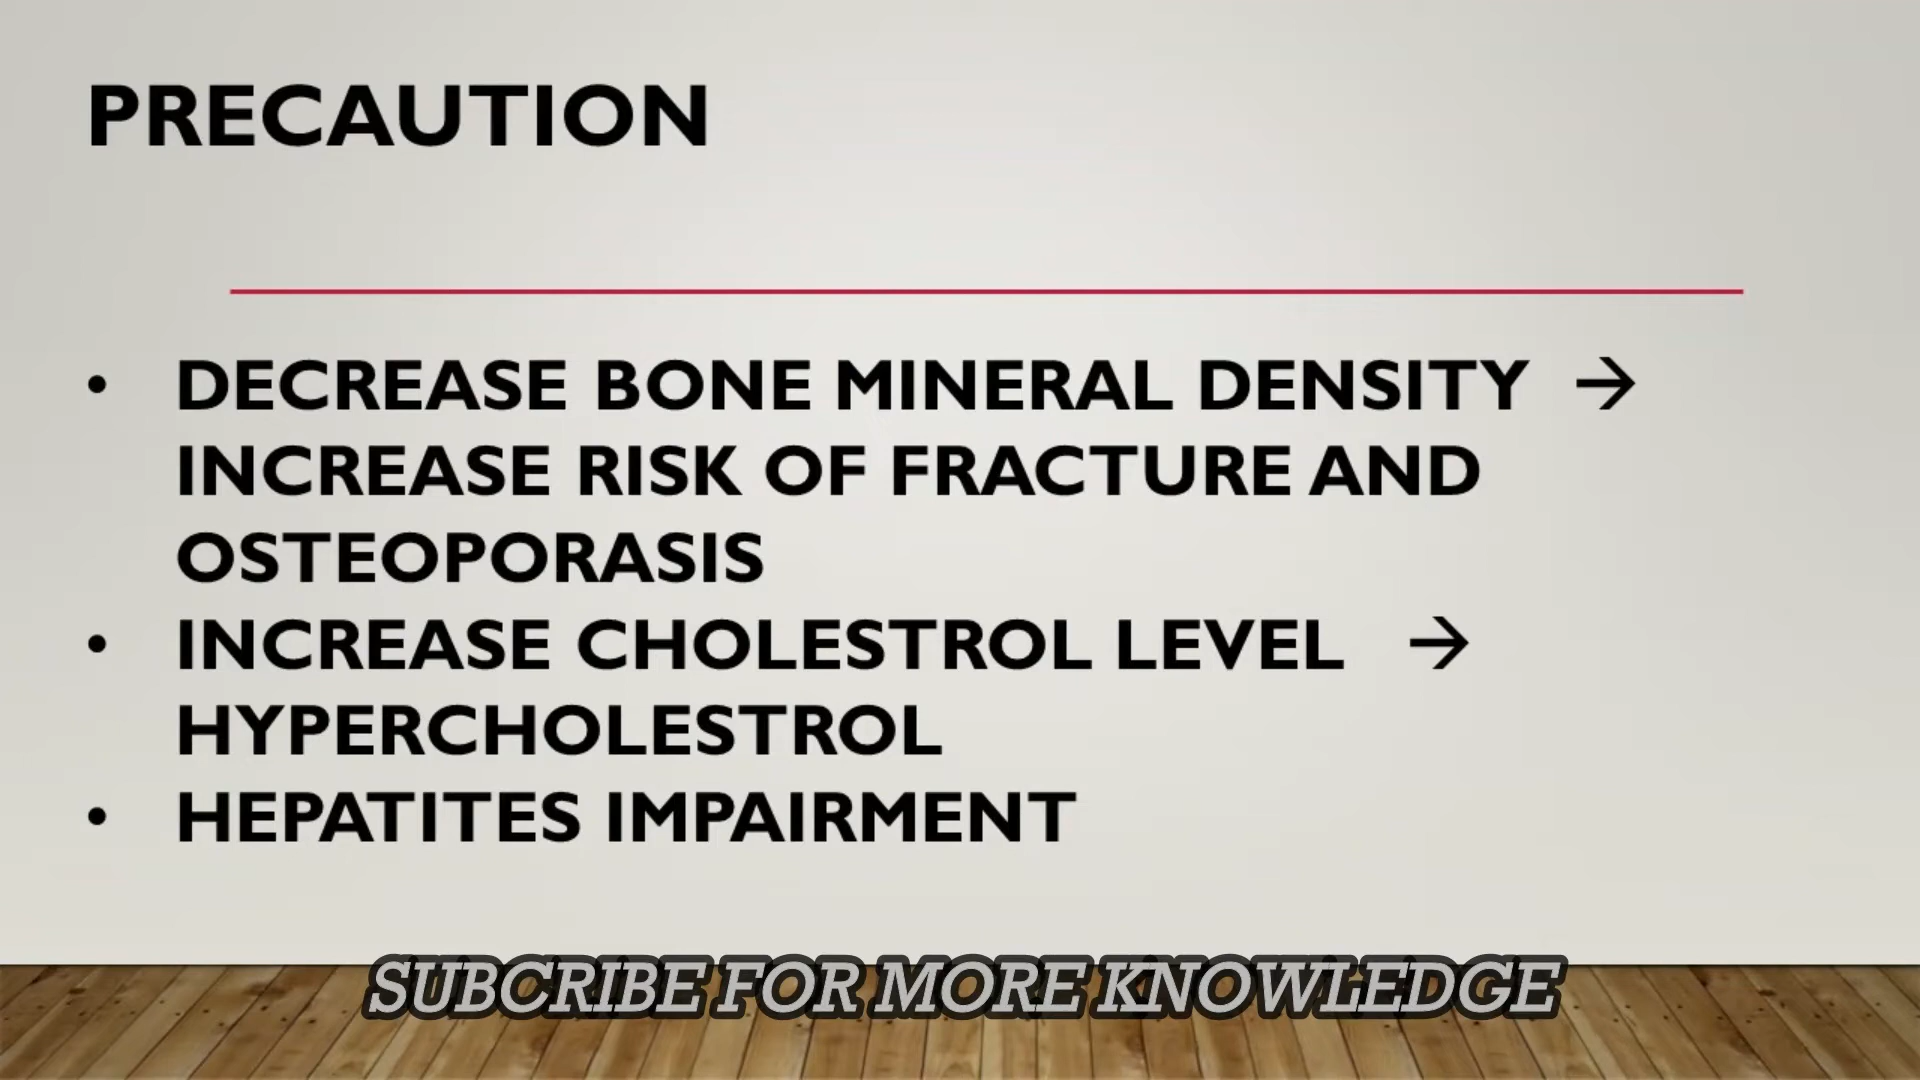 PRECAUTION
• DECREASE BONE MINERAL DENSITY →
INCREASE RISK OF FRACTURE AND
OSTEOPORASIS
• INCREASE CHOLESTROL LEVEL →
HYPERCHOLESTROL
• HEPATITES IMPAIRMENT
SUBCRIBE FOR MORE KNOWLEDGE